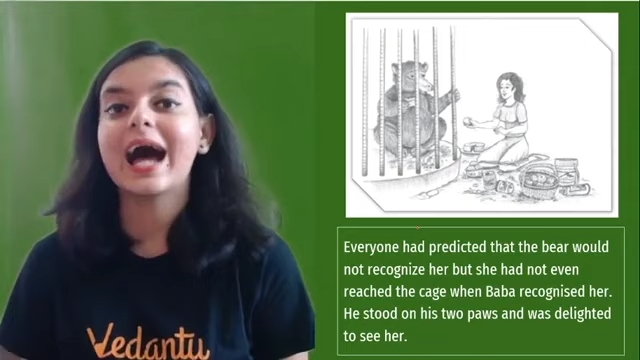 Everyone had predicted that the bear would
not recognize her but she had not even
reached the cage when Baba recognised her.
He stood on his two paws and was delighted
to see her.
Vedantu